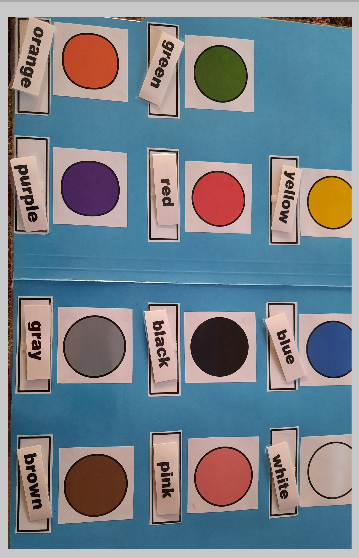 yellow
blue
white
green
red
black
pink
orange
purple
gray
brown